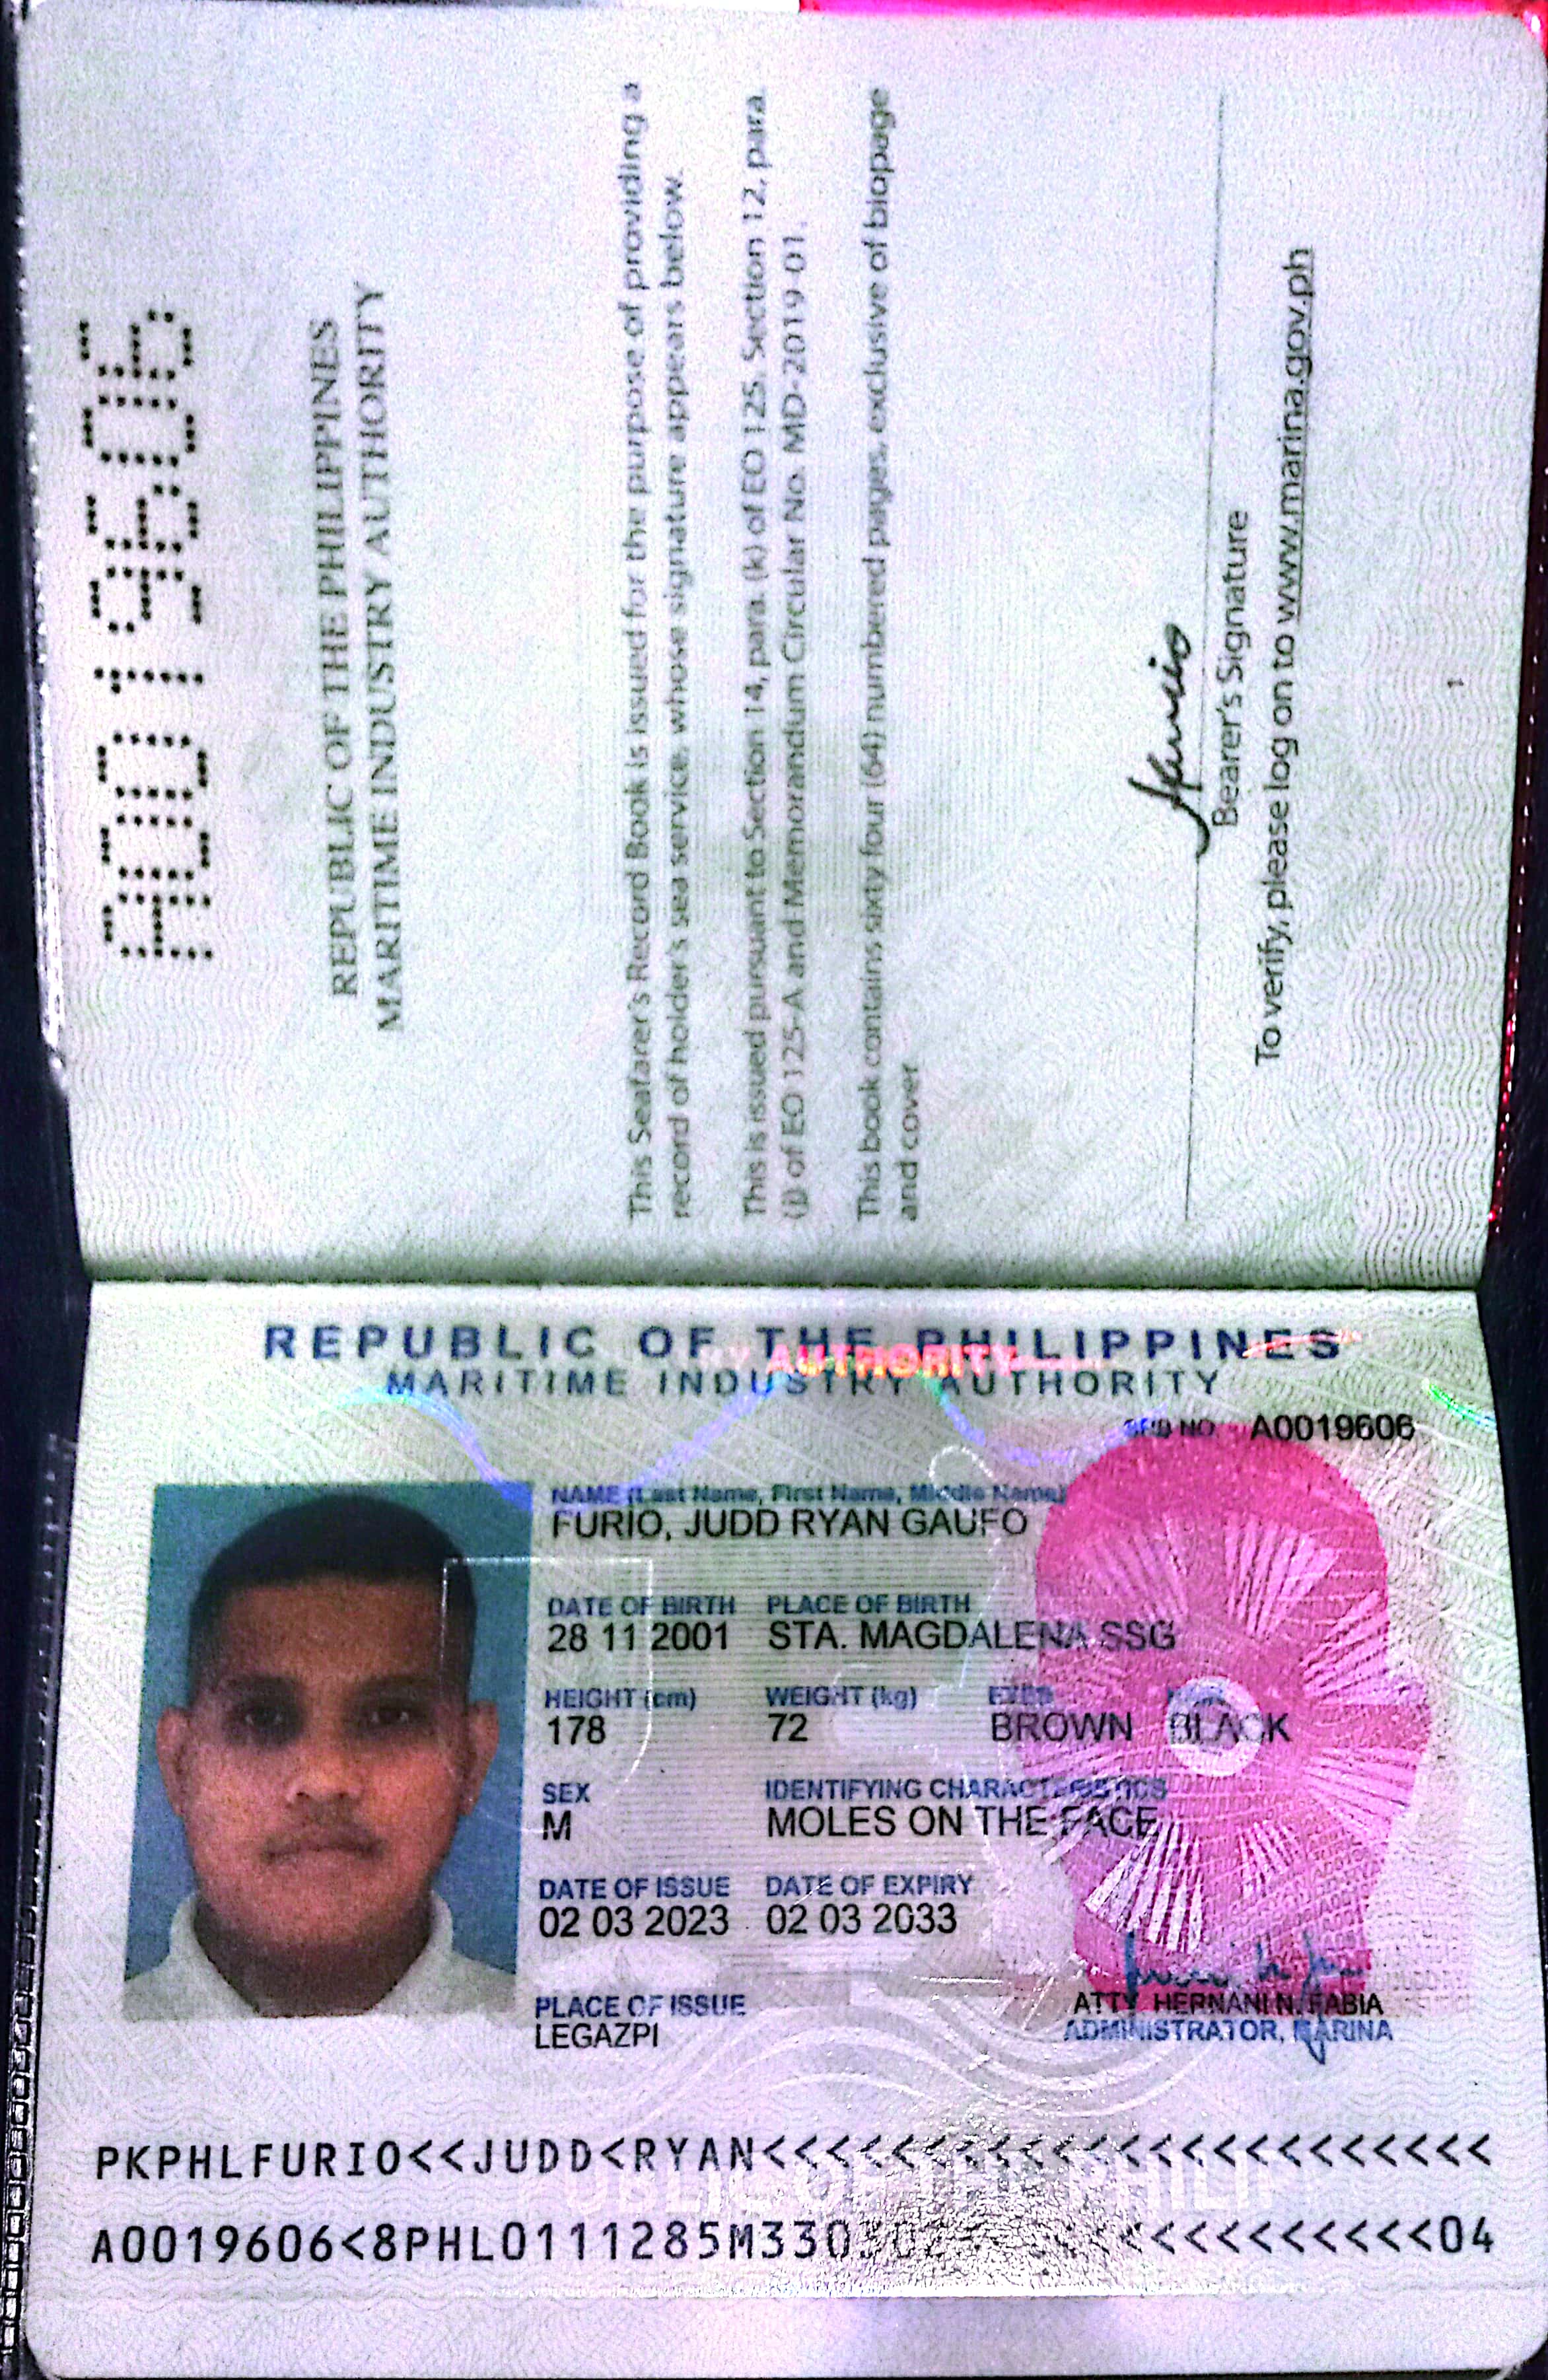 A0019606
REPUBLIC OF THE PHILIPPINES
MARITIME INDUSTRY AUTHORITY
This Seafarer's Record Book is issued for the purpose of providing a
record of holder's sea service, whose signature appears below.
This is issued pursuant to Section 14, para. (k) of EO 125, Section 12, para.
(j) of EO 125-A and Memorandum Circular No. MD-2019-01.
This book contains sixty four (64) numbered pages, exclusive of biopage
and cover
Bearer's Signature
To verify, please log on to www.marina.gov.ph
1
REPUBLIC OF THE PHILIPPINES
AUTHORITY
MARITIME INDUSTRY AUTHORITY
SRB NO. A0019606
NAME (Last Name, First Name, Middle Name)
FURIO, JUDD RYAN GAUFO
DATE OF BIRTH PLACE OF BIRTH
28 11 2001 STA. MAGDALENA SSG
HEIGHT (cm) WEIGHT (kg) EYES
178 72 BROWN BLACK
SEX IDENTIFYING CHARACTERISTICS
M MOLES ON THE FACE
DATE OF ISSUE DATE OF EXPIRY
02 03 2023 02 03 2033
PLACE OF ISSUE
LEGAZPI
ATTY HERNANI N. FABIA
ADMINISTRATOR, MARINA
PKPHLFURIO<<JUDD<RYAN<<<<<<<<<<<<<<<<<<<<<<<
A0019606<8PHL0111285M330 <<<<<<<<<<<04